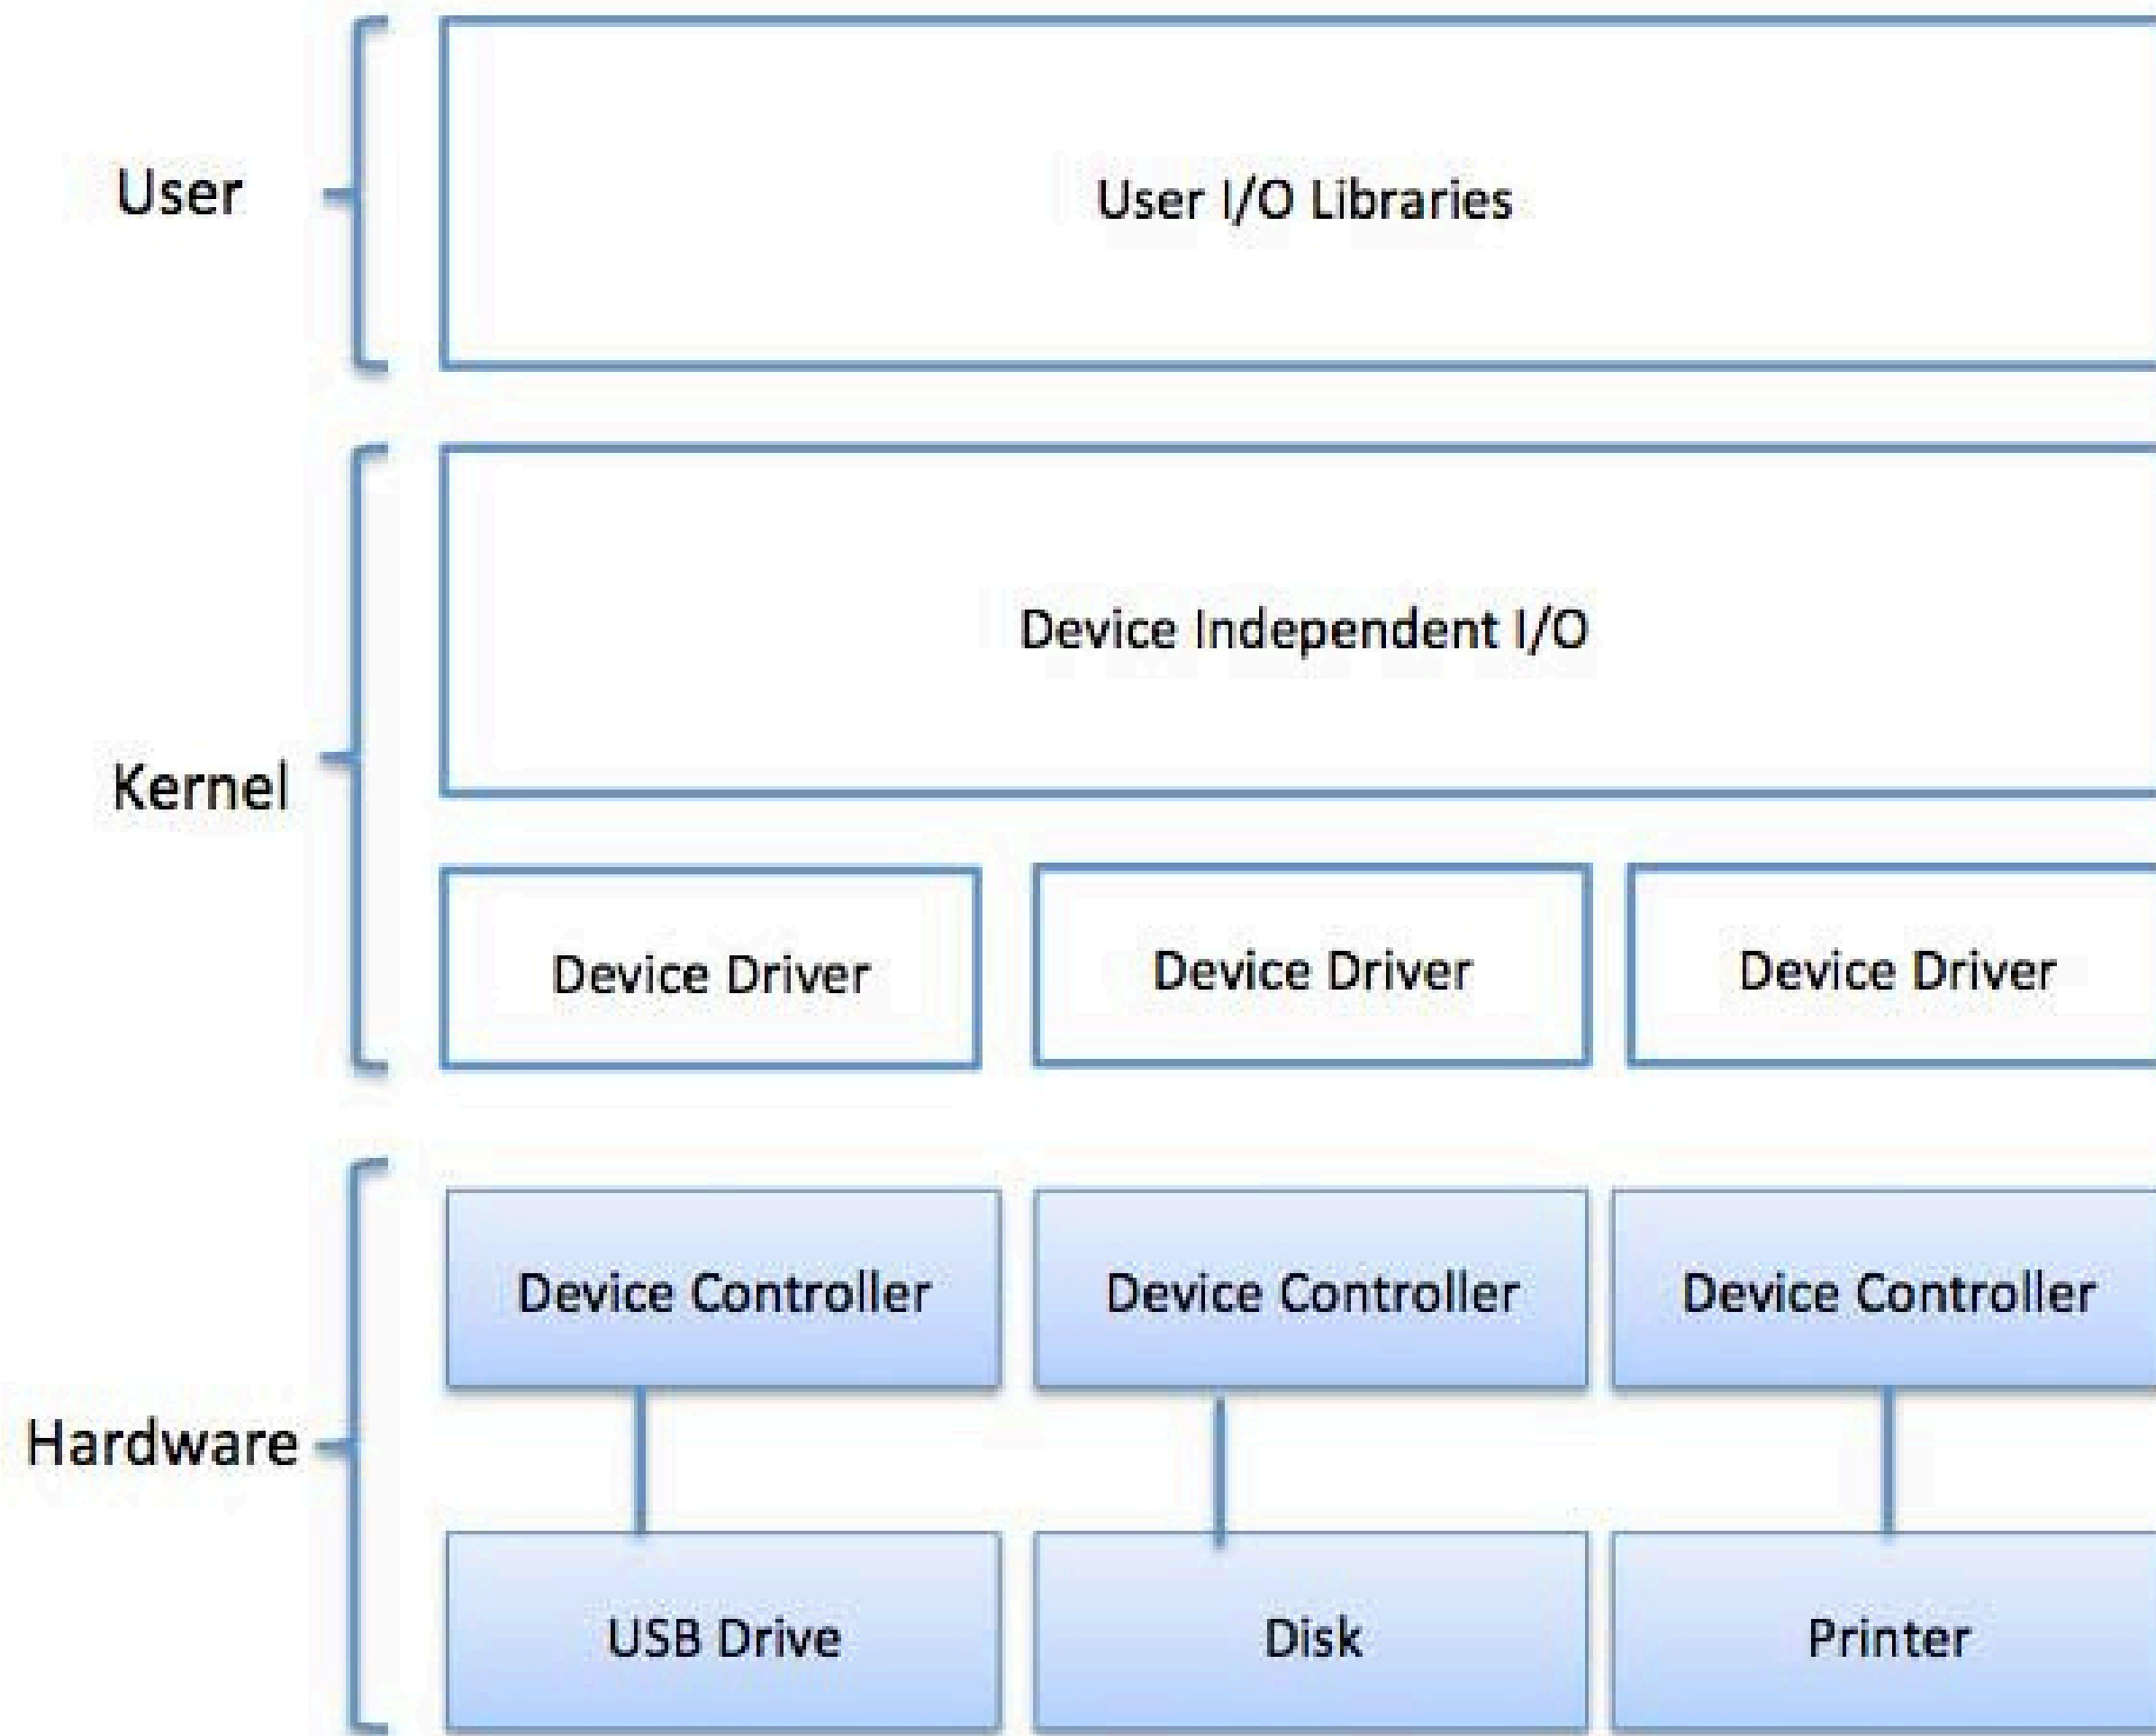 User
User I/O Libraries
Kernel
Device Independent I/O
Device Driver
Device Driver
Device Driver
Hardware
Device Controller
Device Controller
Device Controller
USB Drive
Disk
Printer